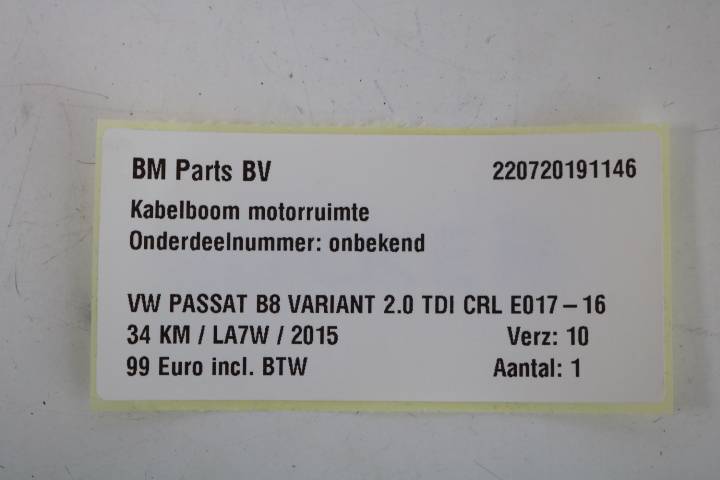 BM Parts BV 220720191146
Kabelboom motorruimte
Onderdeelnummer: onbekend
VW PASSAT B8 VARIANT 2.0 TDI CRL E017-16
34 KM / LA7W / 2015 Verz: 10
99 Euro incl. BTW Aantal: 1